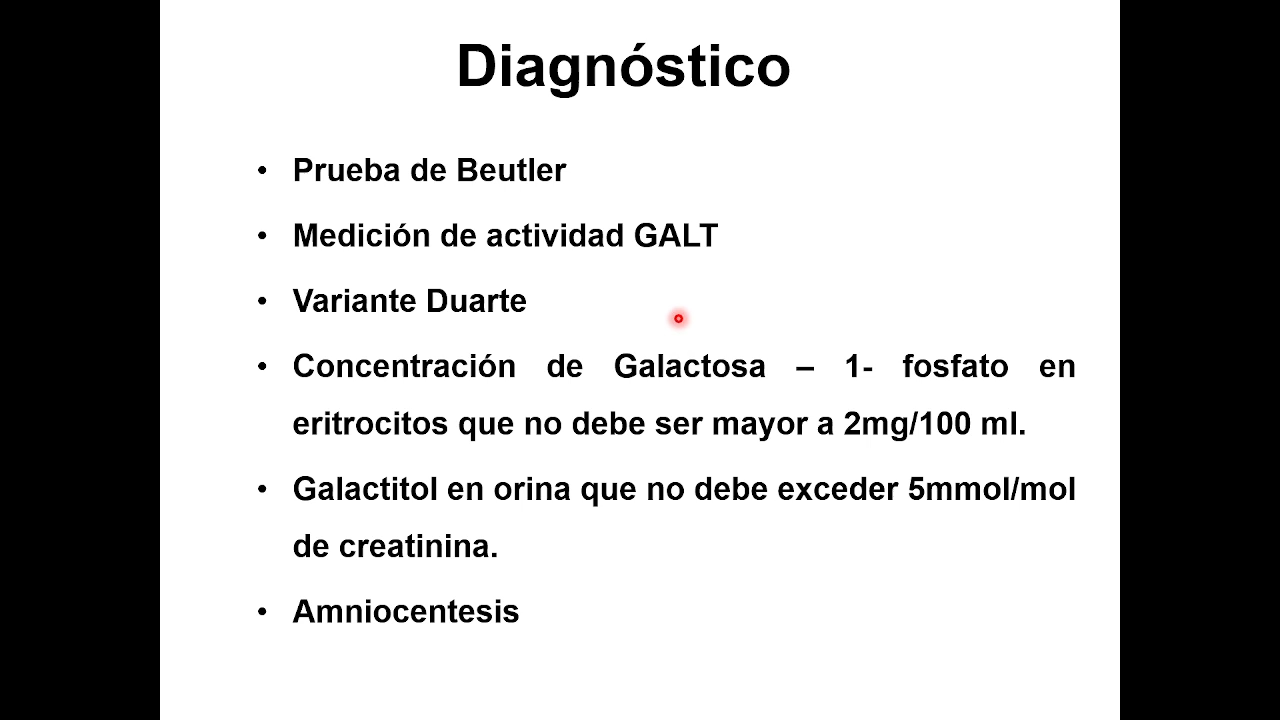 Diagnóstico
• Prueba de Beutler
• Medición de actividad GALT
• Variante Duarte
• Concentración de Galactosa – 1- fosfato en
eritrocitos que no debe ser mayor a 2mg/100 ml.
• Galactitol en orina que no debe exceder 5mmol/mol
de creatinina.
• Amniocentesis